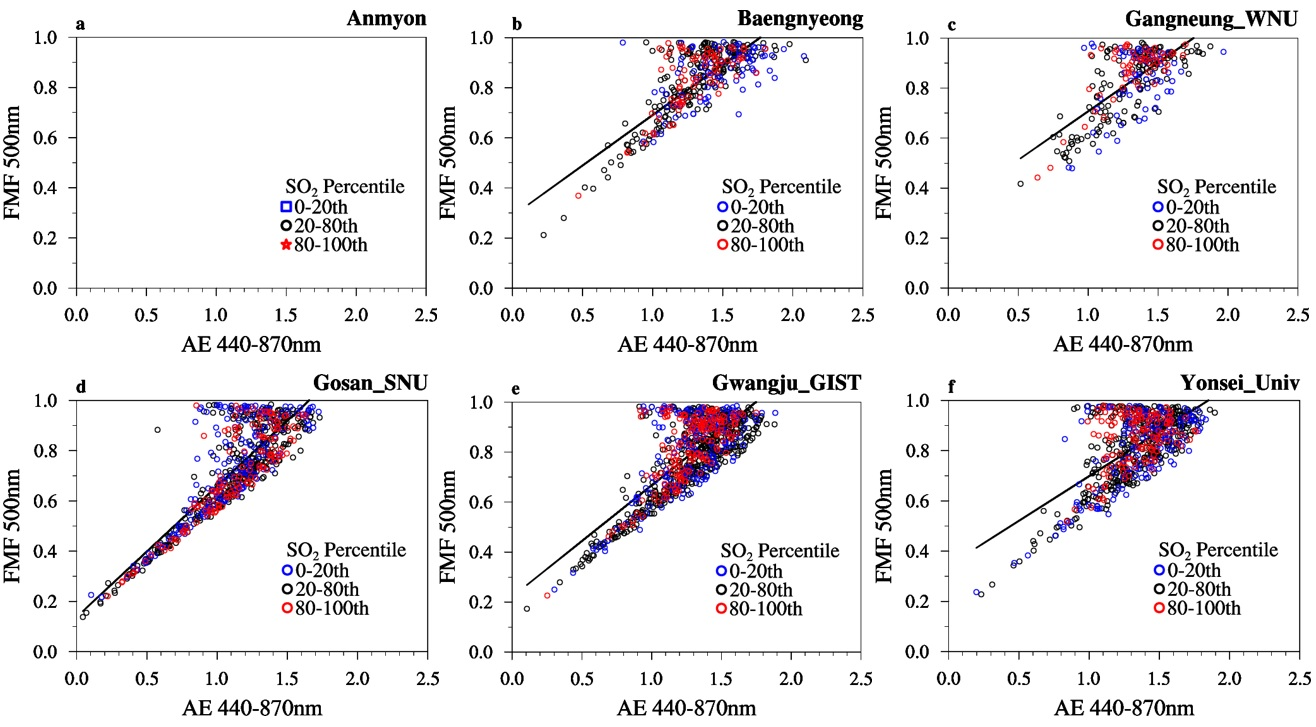 a Anmyon
1.0
0.8
0.6
0.4
0.2
0.0
FMF 500nm
SO2 Percentile
0-20th
20-80th
80-100th
0.0 0.5 1.0 1.5 2.0 2.5
AE 440-870nm
b Baengnyeong
1.0
0.8
0.6
0.4
0.2
0.0
FMF 500nm
SO2 Percentile
0-20th
20-80th
80-100th
0.0 0.5 1.0 1.5 2.0 2.5
AE 440-870nm
c Gangneung_WNU
1.0
0.8
0.6
0.4
0.2
0.0
FMF 500nm
SO2 Percentile
0-20th
20-80th
80-100th
0.0 0.5 1.0 1.5 2.0 2.5
AE 440-870nm
d Gosan_SNU
1.0
0.8
0.6
0.4
0.2
0.0
FMF 500nm
SO2 Percentile
0-20th
20-80th
80-100th
0.0 0.5 1.0 1.5 2.0 2.5
AE 440-870nm
e Gwangju_GIST
1.0
0.8
0.6
0.4
0.2
0.0
FMF 500nm
SO2 Percentile
0-20th
20-80th
80-100th
0.0 0.5 1.0 1.5 2.0 2.5
AE 440-870nm
f Yonsei_Univ
1.0
0.8
0.6
0.4
0.2
0.0
FMF 500nm
SO2 Percentile
0-20th
20-80th
80-100th
0.0 0.5 1.0 1.5 2.0 2.5
AE 440-870nm